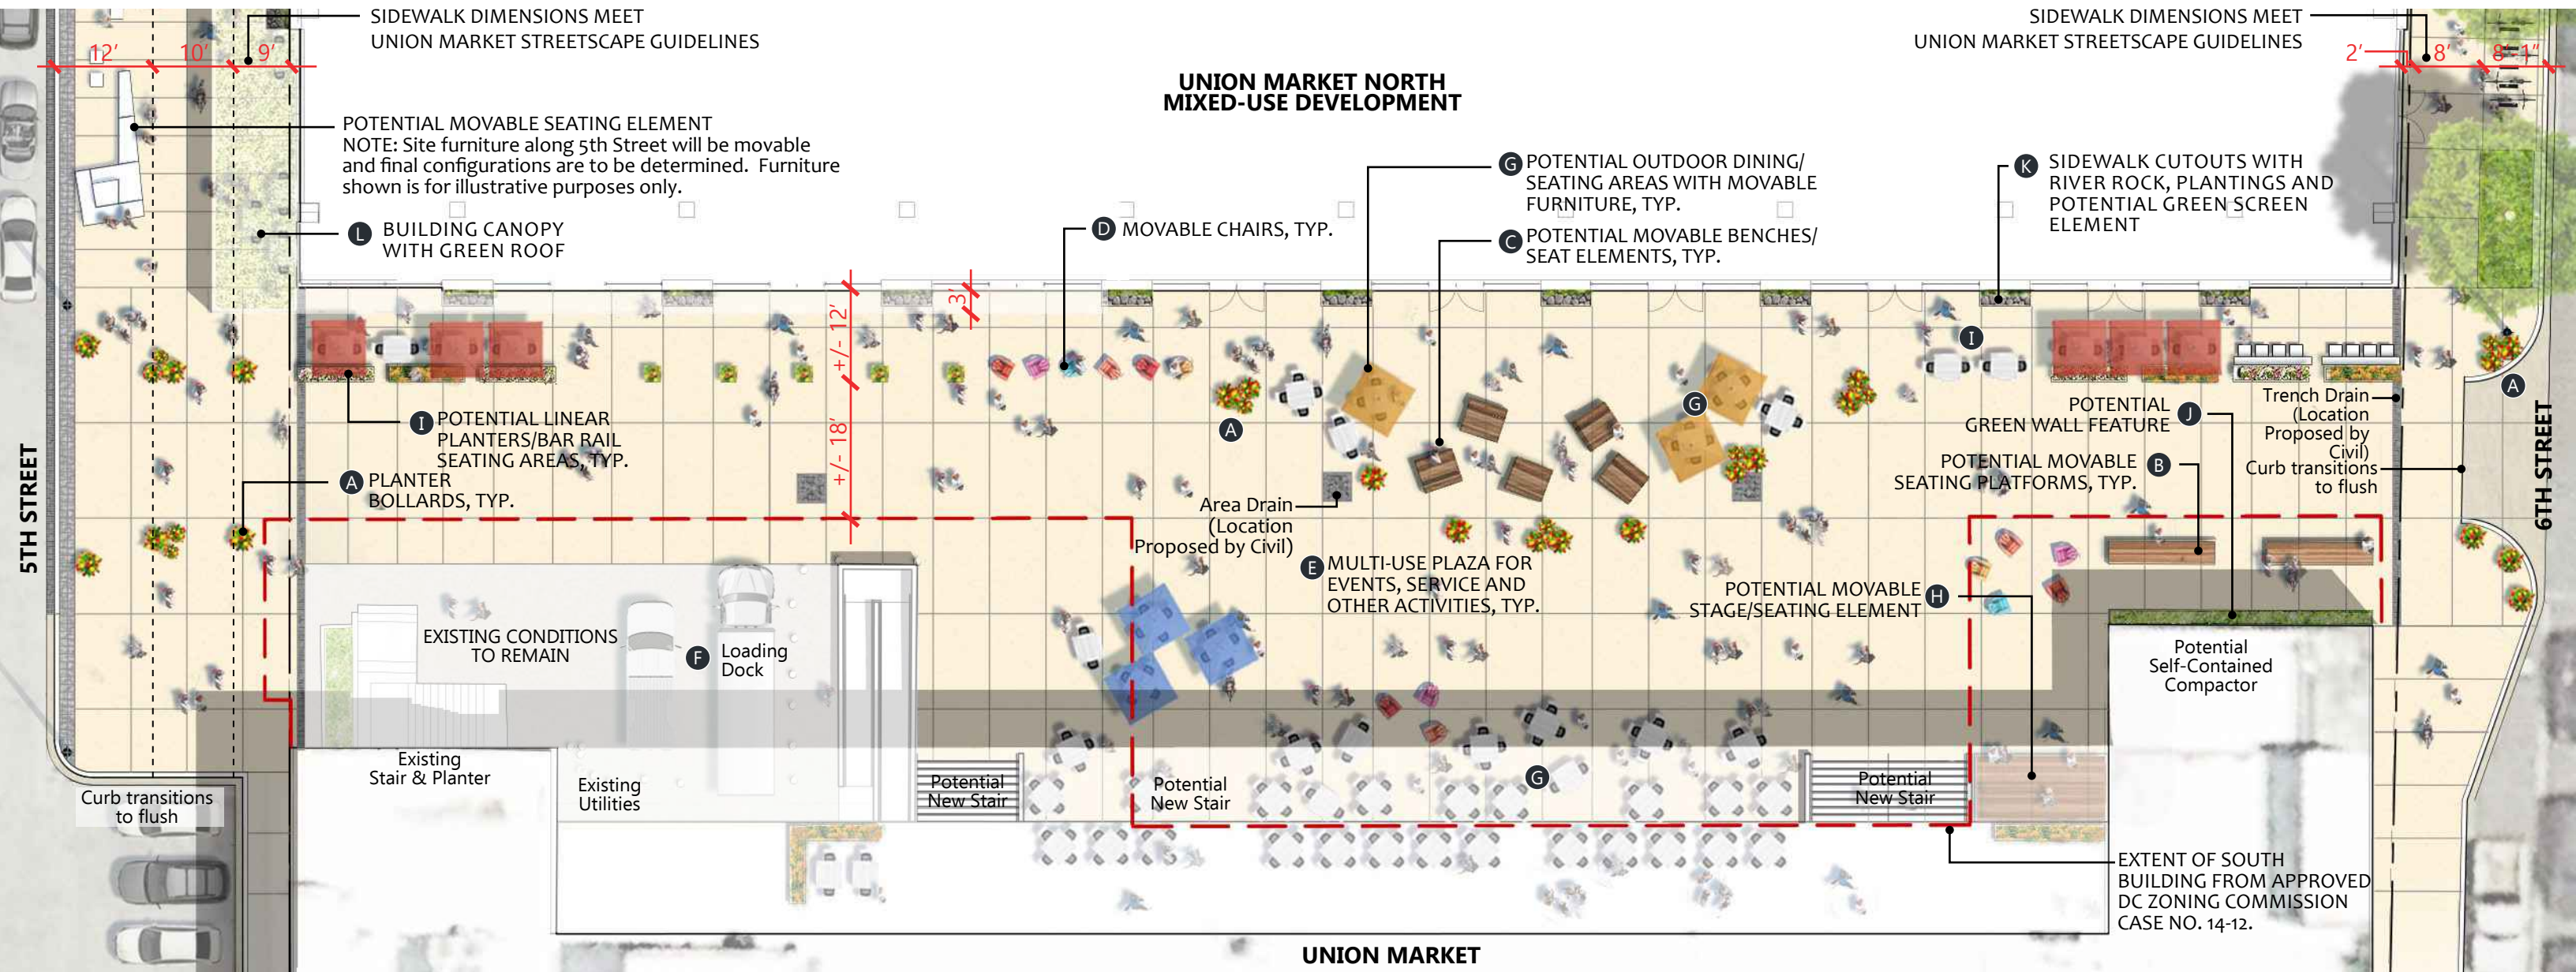 SIDEWALK DIMENSIONS MEET
UNION MARKET STREETSCAPE GUIDELINES
12'
10'
9'
POTENTIAL MOVABLE SEATING ELEMENT
NOTE: Site furniture along 5th Street will be movable
and final configurations are to be determined. Furniture
shown is for illustrative purposes only.
L BUILDING CANOPY
WITH GREEN ROOF
UNION MARKET NORTH
MIXED-USE DEVELOPMENT
SIDEWALK DIMENSIONS MEET
UNION MARKET STREETSCAPE GUIDELINES
2'
8'
8'-1"
D MOVABLE CHAIRS, TYP.
G POTENTIAL OUTDOOR DINING/
SEATING AREAS WITH MOVABLE
FURNITURE, TYP.
C POTENTIAL MOVABLE BENCHES/
SEAT ELEMENTS, TYP.
K SIDEWALK CUTOUTS WITH
RIVER ROCK, PLANTINGS AND
POTENTIAL GREEN SCREEN
ELEMENT
3'
+/- 12'
+/- 18'
I POTENTIAL LINEAR
PLANTERS/BAR RAIL
SEATING AREAS, TYP.
A PLANTER
BOLLARDS, TYP.
5TH STREET
A
G
I
A
Area Drain
(Location
Proposed by Civil)
E MULTI-USE PLAZA FOR
EVENTS, SERVICE AND
OTHER ACTIVITIES, TYP.
POTENTIAL J
GREEN WALL FEATURE
POTENTIAL MOVABLE B
SEATING PLATFORMS, TYP.
Trench Drain
(Location
Proposed by
Civil)
Curb transitions
to flush
6TH STREET
POTENTIAL MOVABLE H
STAGE/SEATING ELEMENT
EXISTING CONDITIONS
TO REMAIN
F Loading
Dock
Potential
Self-Contained
Compactor
Existing
Stair & Planter
Existing
Utilities
Potential
New Stair
Potential
New Stair
G
Potential
New Stair
Curb transitions
to flush
EXTENT OF SOUTH
BUILDING FROM APPROVED
DC ZONING COMMISSION
CASE NO. 14-12.
UNION MARKET